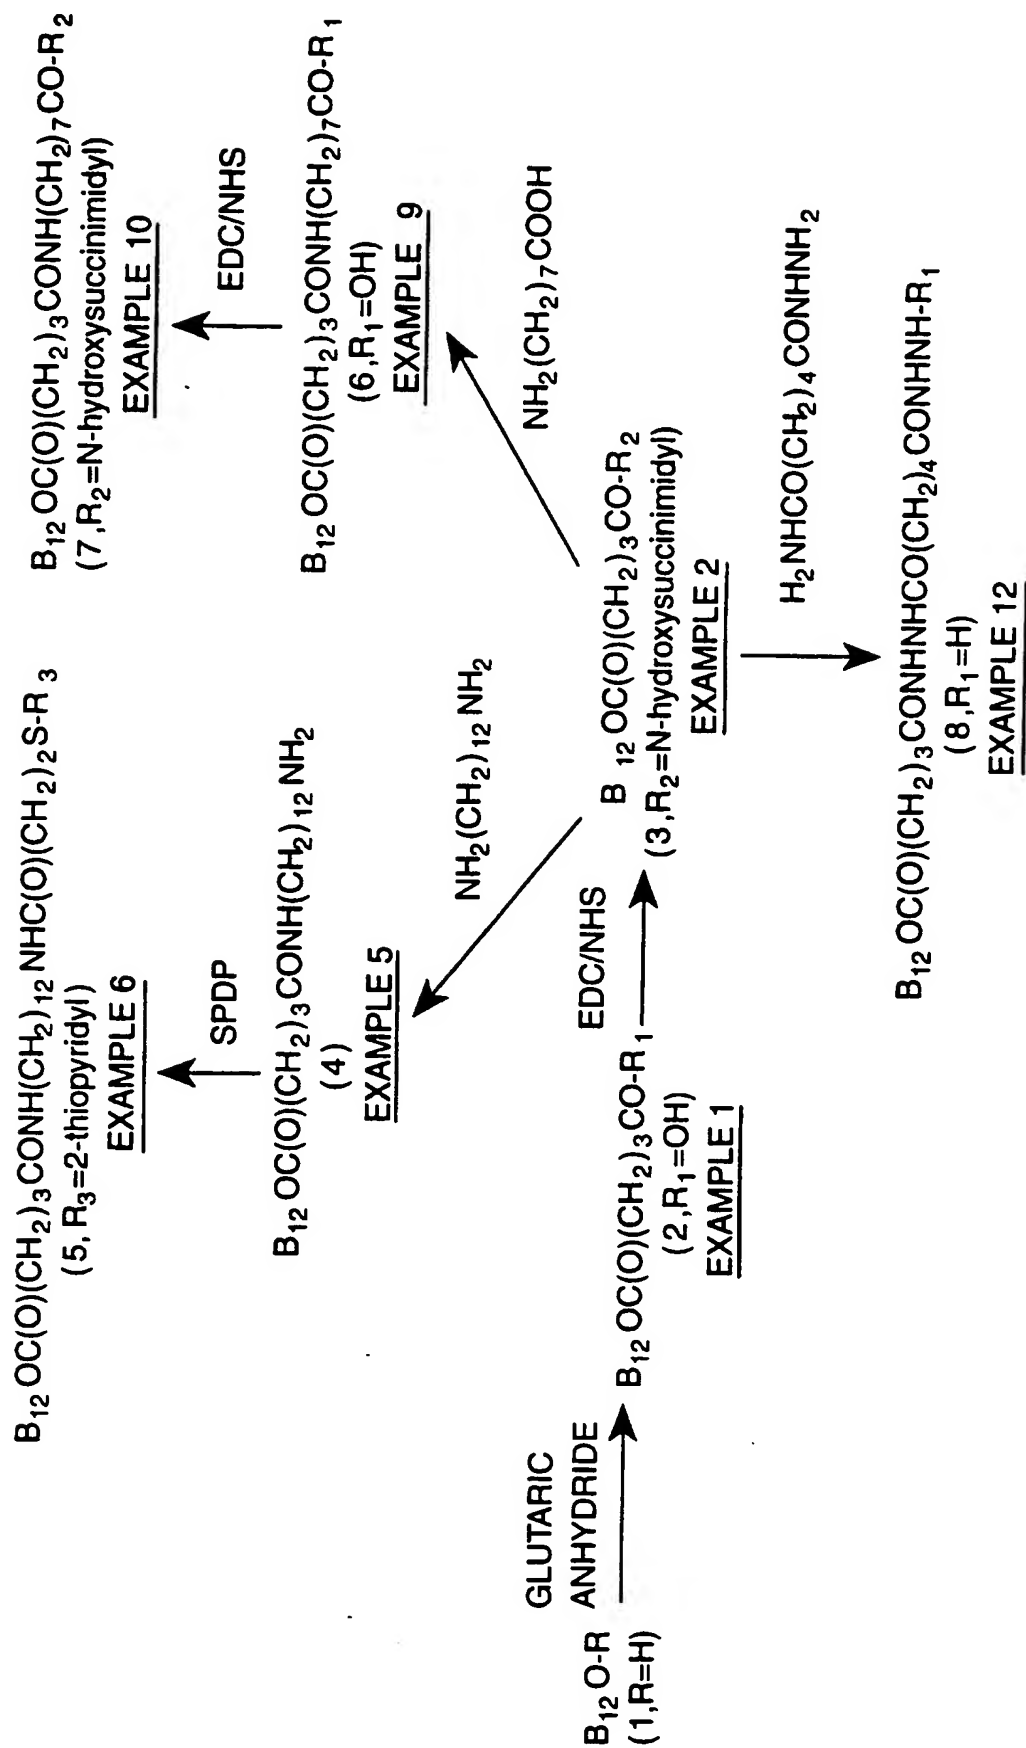 B₁₂OC(O)(CH₂)₃CONH(CH₂)₁₂NHC(O)(CH₂)₂S-R₃
(5, R₃=2-thiopyridyl)
EXAMPLE 6
SPDP
B₁₂OC(O)(CH₂)₃CONH(CH₂)₁₂NH₂
(4)
EXAMPLE 5
NH₂(CH₂)₁₂NH₂
B₁₂OC(O)(CH₂)₃CONH(CH₂)₇CO-R₂
(7,R₂=N-hydroxysuccinimidyl)
EXAMPLE 10
EDC/NHS
B₁₂OC(O)(CH₂)₃CONH(CH₂)₇CO-R₁
(6,R₁=OH)
EXAMPLE 9
NH₂(CH₂)₇COOH
GLUTARIC
ANHYDRIDE
B₁₂O-R
(1,R=H)
B₁₂OC(O)(CH₂)₃CO-R₁
(2,R₁=OH)
EXAMPLE 1
EDC/NHS
B₁₂OC(O)(CH₂)₃CO-R₂
(3,R₂=N-hydroxysuccinimidyl)
EXAMPLE 2
H₂NHCO(CH₂)₄CONHNH₂
B₁₂OC(O)(CH₂)₃CONHNHCO(CH₂)₄CONHNH-R₁
(8,R₁=H)
EXAMPLE 12